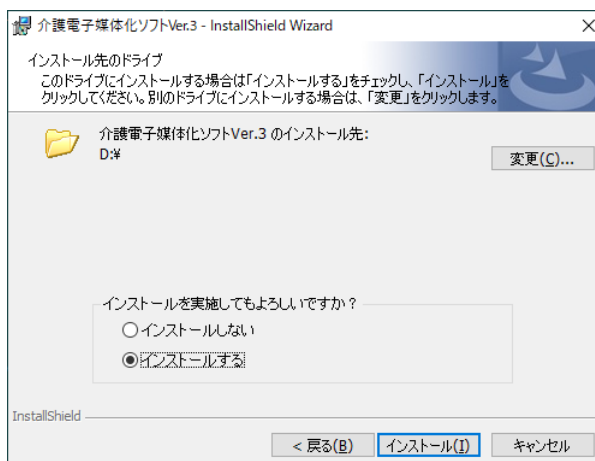 介護電子媒体化ソフトVer.3 - InstallShield Wizard
インストール先のドライブ
このドライブにインストールする場合は「インストールする」をチェックし、「インストール」を
クリックしてください。別のドライブにインストールする場合は、「変更」をクリックします。
介護電子媒体化ソフトVer.3 のインストール先:
D:¥
変更(C)...
インストールを実施してもよろしいですか?
インストールしない
インストールする
InstallShield
< 戻る(B)
インストール(I)
キャンセル